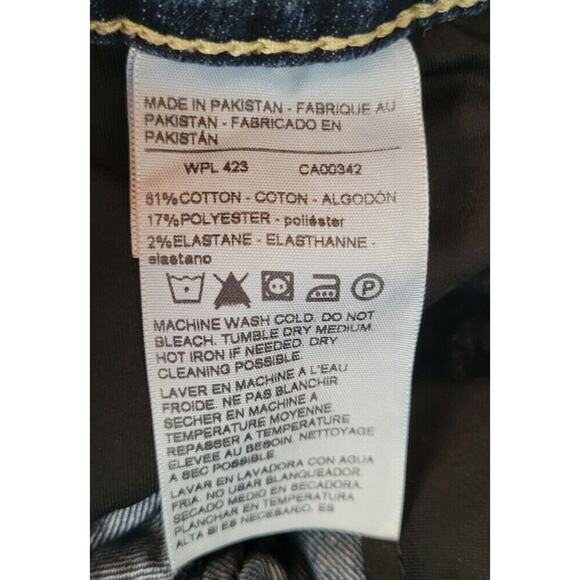 MADE IN PAKISTAN - FABRIQUE AU
PAKISTAN - FABRICADO EN
PAKISTÁN
WPL 423 CA00342
81%COTTON - COTON - ALGODÓN
17%POLYESTER - poliéster
2%ELASTANE - ELASTHANNE -
elastano
P
MACHINE WASH COLD. DO NOT
BLEACH. TUMBLE DRY MEDIUM.
HOT IRON IF NEEDED. DRY
CLEANING POSSIBLE.
LAVER EN MACHINE A L'EAU
FROIDE. NE PAS BLANCHIR.
SECHER EN MACHINE A
TEMPERATURE MOYENNE.
REPASSER A TEMPERATURE
ELEVEE AU BESOIN. NETTOYAGE
A SEC POSSIBLE.
LAVAR EN LAVADORA CON AGUA
FRIA. NO USAR BLANQUEADOR.
SECADO MEDIO EN SECADORA.
PLANCHAR EN TEMPERATURA
ALTA SI ES NECESARIO. ES